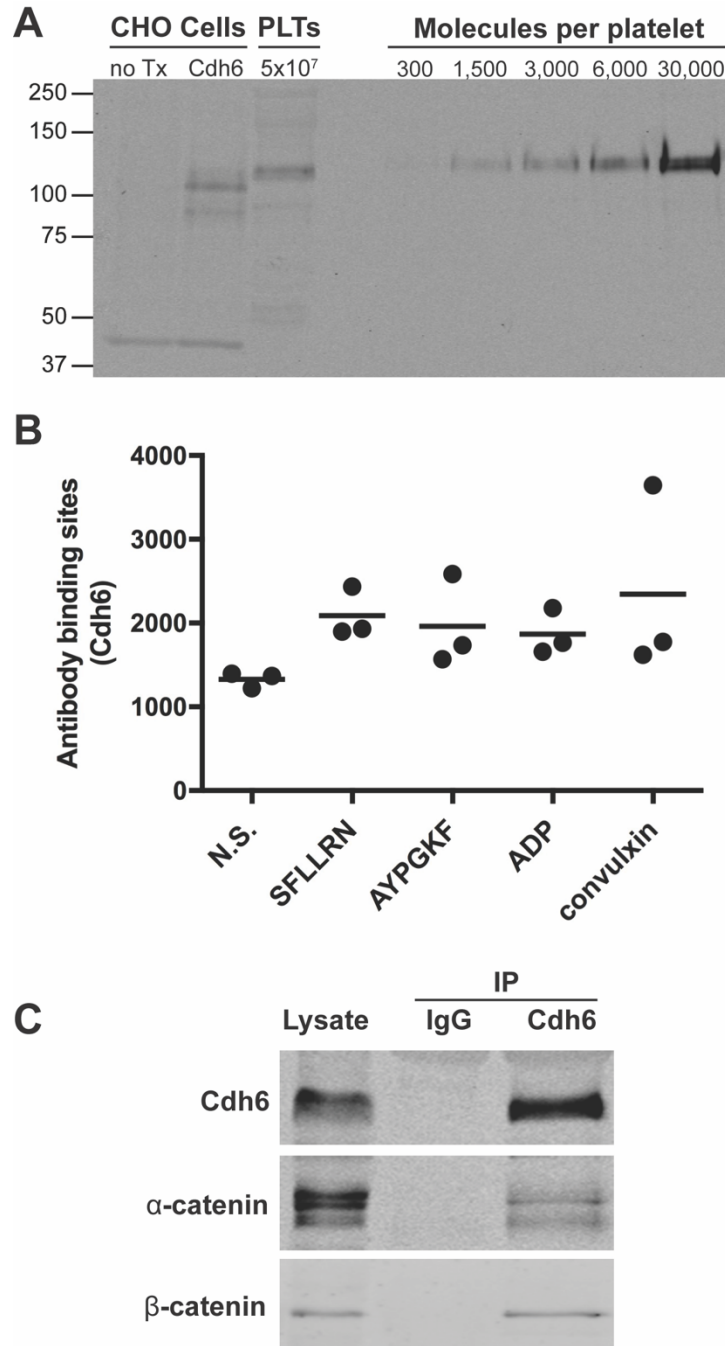 A
CHO Cells PLTs Molecules per platelet
no Tx Cdh6 5x10⁷ 300 1,500 3,000 6,000 30,000
250
150
100
75
50
37
B
Antibody binding sites
(Cdh6)
4000
3000
2000
1000
0
N.S.
SFLLRN
AYPGKF
ADP
convulxin
C
IP
Lysate IgG Cdh6
Cdh6
α-catenin
β-catenin